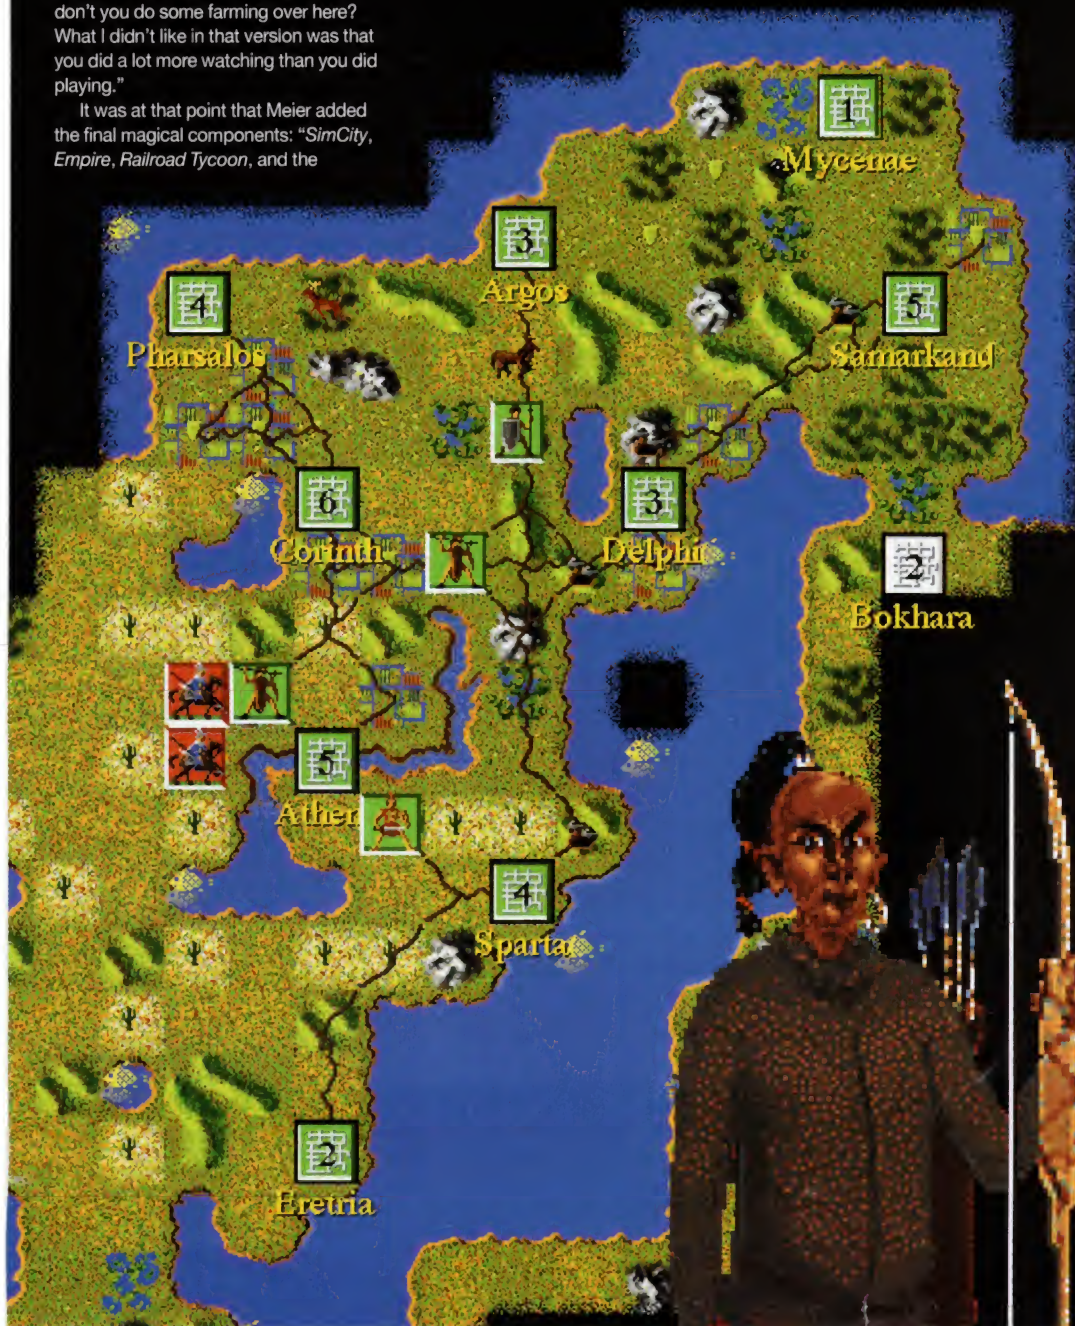 don't you do some farming over here?
What I didn't like in that version was that
you did a lot more watching than you did
playing."
It was at that point that Meier added
the final magical components: "SimCity,
Empire, Railroad Tycoon, and the
1
Mycenae
3
Argos
4
Pharsalos
5
Samarkand
6
Corinth
3
Delphi
2
Bokhara
5
Athen
4
Sparta
2
Eretria